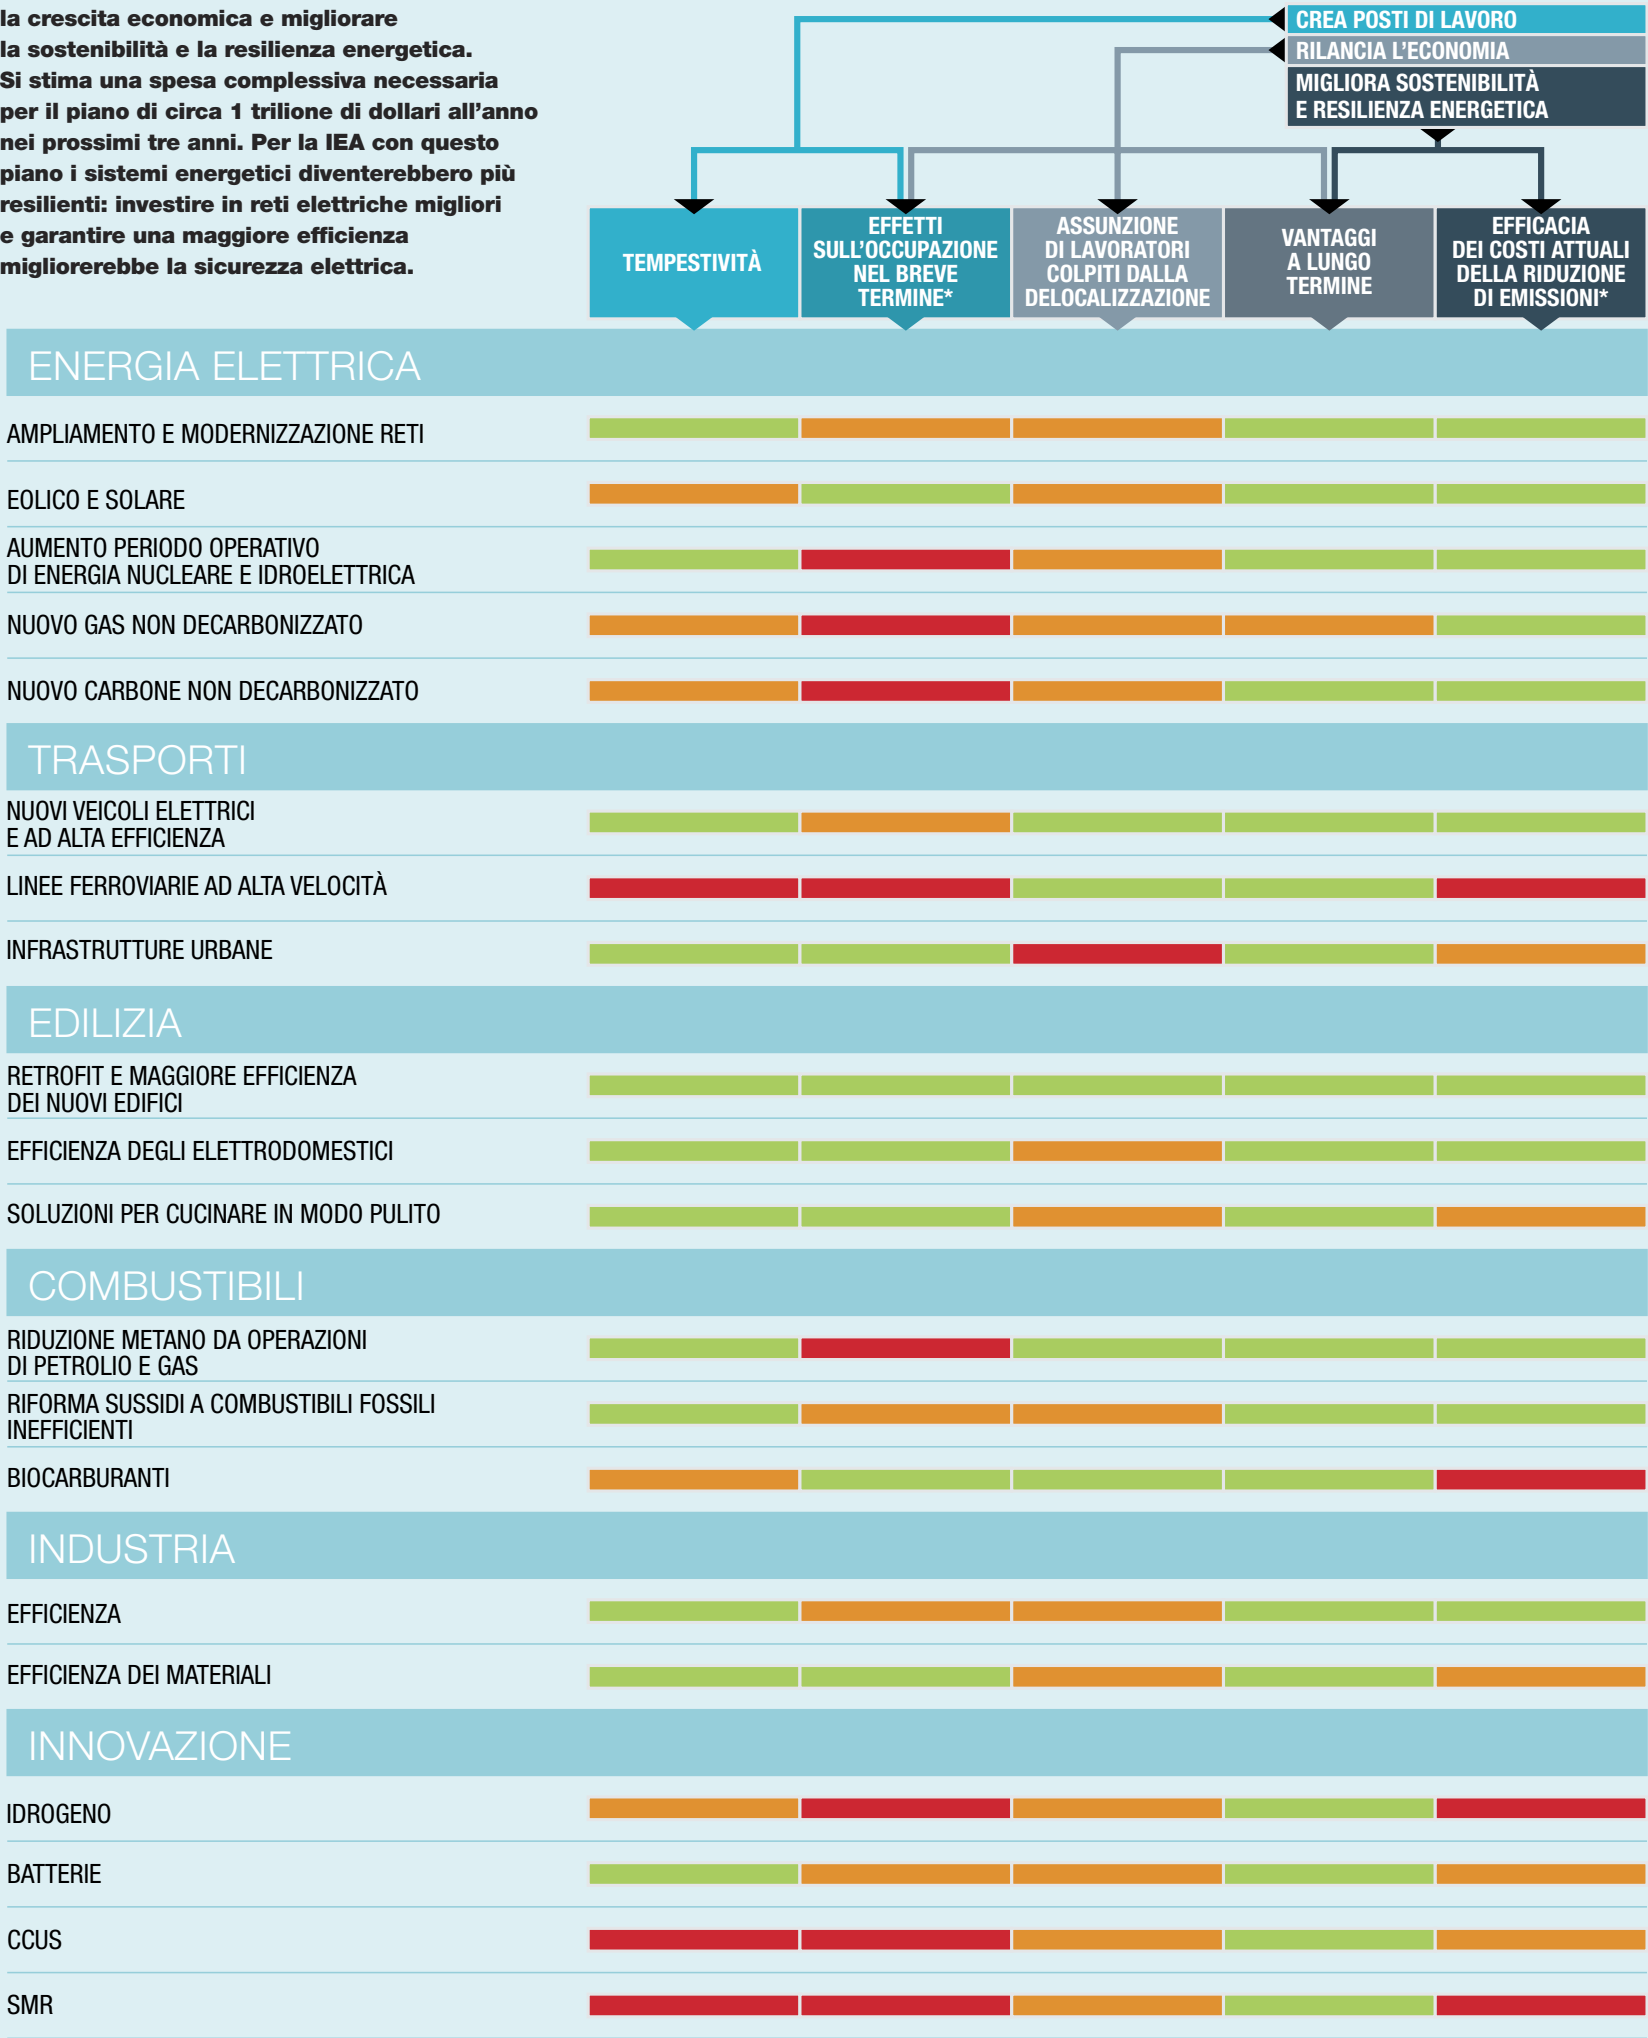 la crescita economica e migliorare
la sostenibilità e la resilienza energetica.
Si stima una spesa complessiva necessaria
per il piano di circa 1 trilione di dollari all'anno
nei prossimi tre anni. Per la IEA con questo
piano i sistemi energetici diventerebbero più
resilienti: investire in reti elettriche migliori
e garantire una maggiore efficienza
migliorerebbe la sicurezza elettrica.
CREA POSTI DI LAVORO
RILANCIA L'ECONOMIA
MIGLIORA SOSTENIBILITÀ
E RESILIENZA ENERGETICA
TEMPESTIVITÀ
EFFETTI
SULL'OCCUPAZIONE
NEL BREVE
TERMINE*
ASSUNZIONE
DI LAVORATORI
COLPITI DALLA
DELOCALIZZAZIONE
VANTAGGI
A LUNGO
TERMINE
EFFICACIA
DEI COSTI ATTUALI
DELLA RIDUZIONE
DI EMISSIONI*
ENERGIA ELETTRICA
AMPLIAMENTO E MODERNIZZAZIONE RETI
EOLICO E SOLARE
AUMENTO PERIODO OPERATIVO
DI ENERGIA NUCLEARE E IDROELETTRICA
NUOVO GAS NON DECARBONIZZATO
NUOVO CARBONE NON DECARBONIZZATO
TRASPORTI
NUOVI VEICOLI ELETTRICI
E AD ALTA EFFICIENZA
LINEE FERROVIARIE AD ALTA VELOCITÀ
INFRASTRUTTURE URBANE
EDILIZIA
RETROFIT E MAGGIORE EFFICIENZA
DEI NUOVI EDIFICI
EFFICIENZA DEGLI ELETTRODOMESTICI
SOLUZIONI PER CUCINARE IN MODO PULITO
COMBUSTIBILI
RIDUZIONE METANO DA OPERAZIONI
DI PETROLIO E GAS
RIFORMA SUSSIDI A COMBUSTIBILI FOSSILI
INEFFICIENTI
BIOCARBURANTI
INDUSTRIA
EFFICIENZA
EFFICIENZA DEI MATERIALI
INNOVAZIONE
IDROGENO
BATTERIE
CCUS
SMR